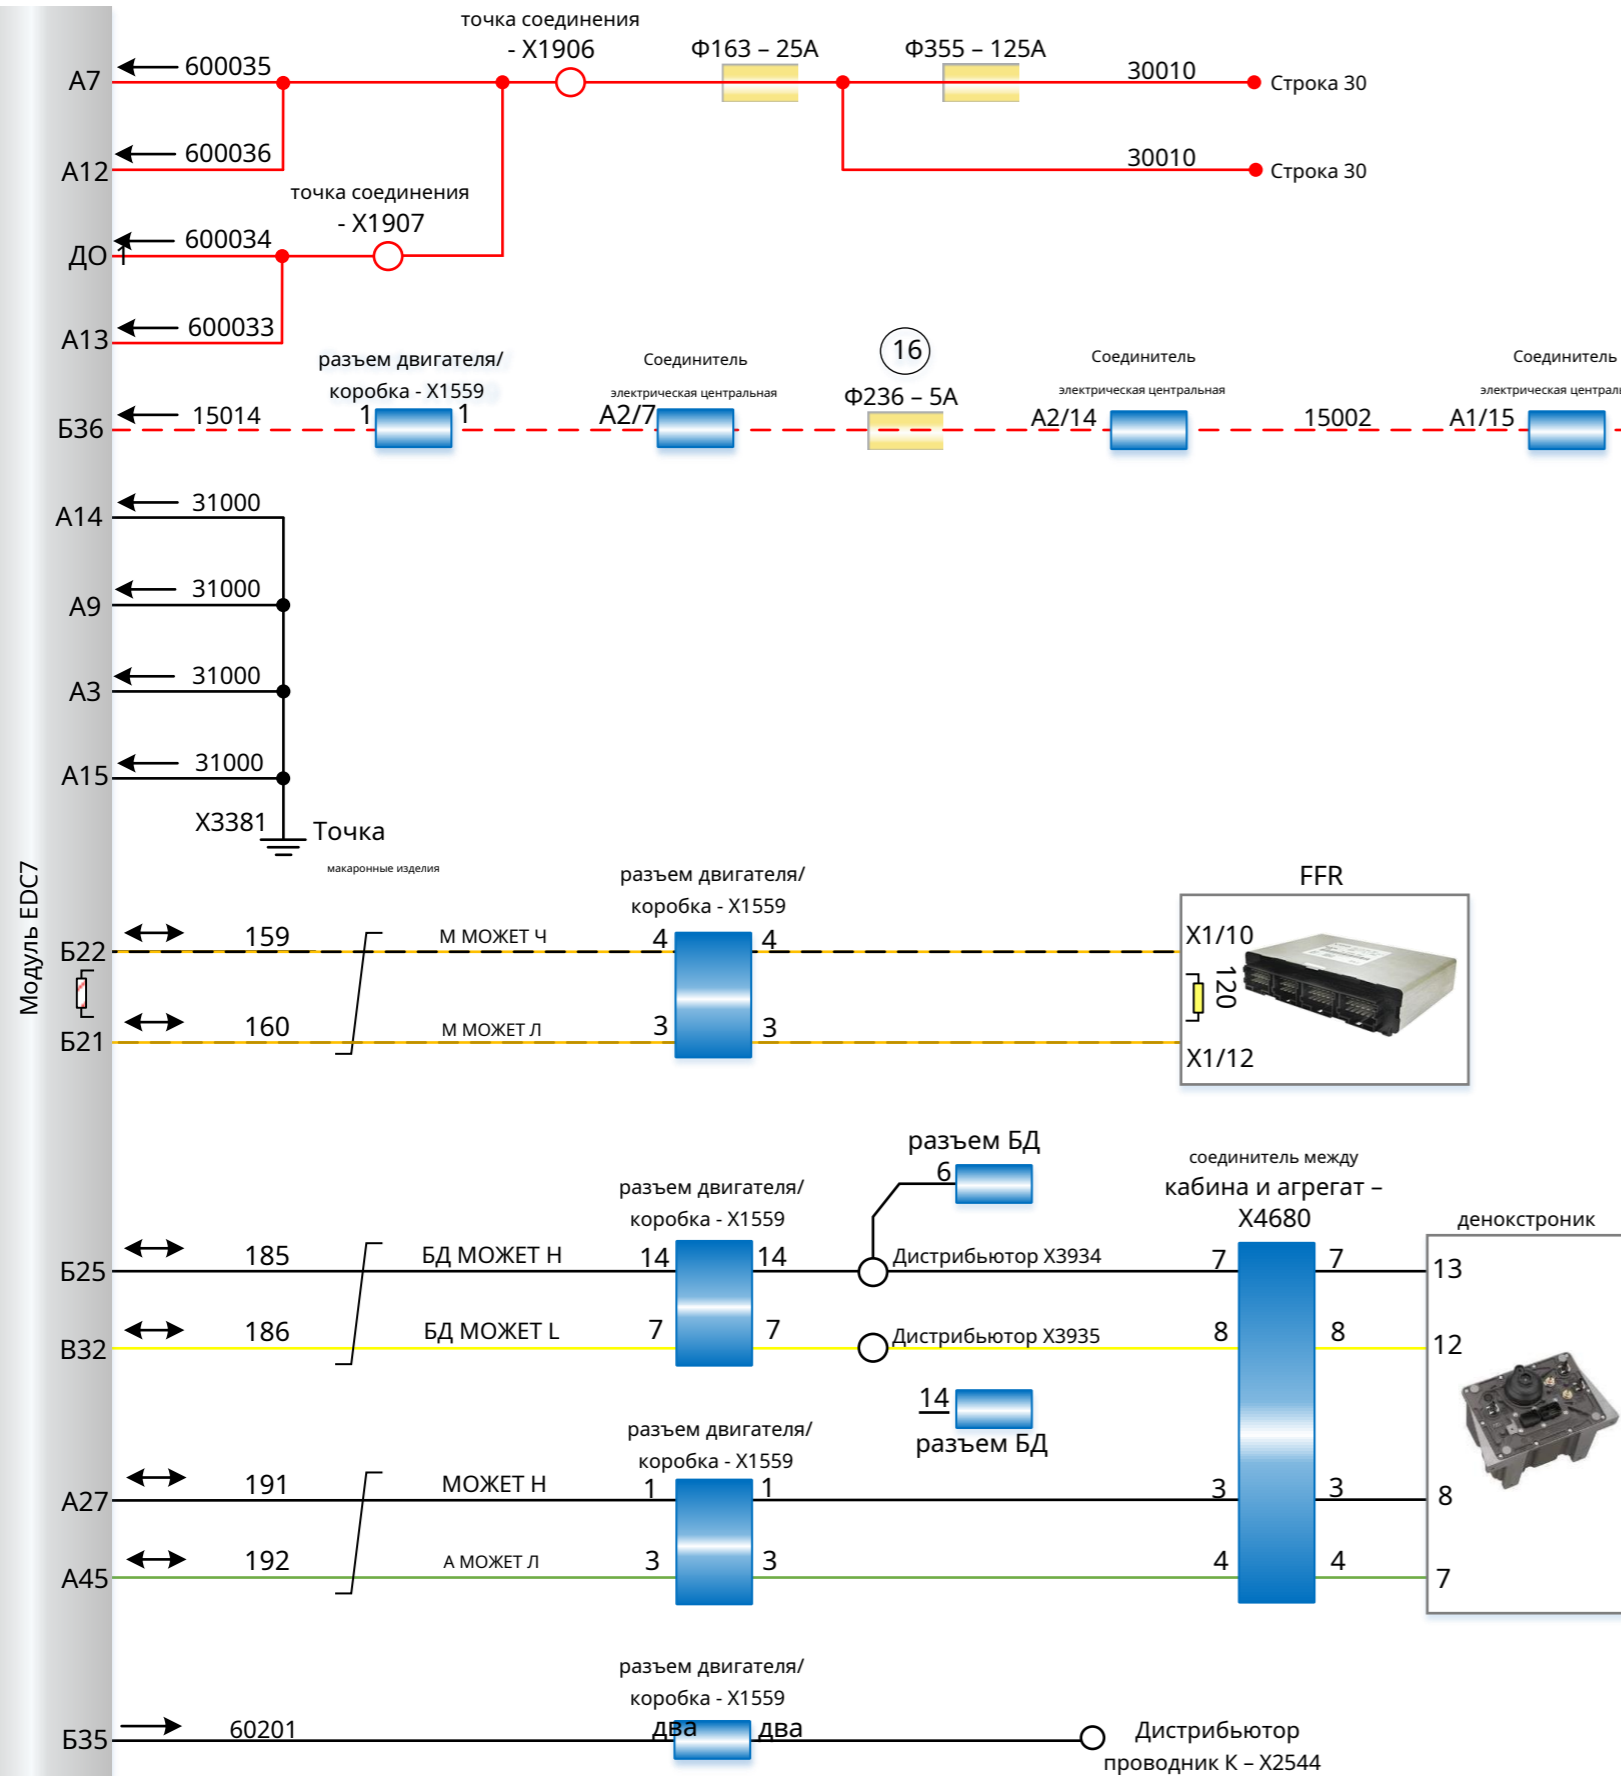 точка соединения
- X1906
Ф163 – 25А
Ф355 – 125А
А7
600035
30010
Строка 30
А12
600036
30010
Строка 30
точка соединения
- X1907
ДО 1
600034
А13
600033
разъем двигателя/
коробка - X1559
Соединитель
электрическая центральная
16
Ф236 – 5А
Соединитель
электрическая центральная
Соединитель
электрическая централь
Б36
15014
1
1
А2/7
А2/14
15002
А1/15
А14
31000
А9
31000
А3
31000
А15
31000
X3381
Точка
макаронные изделия
Модуль EDC7
разъем двигателя/
коробка - X1559
FFR
Б22
159
М МОЖЕТ Ч
4
4
X1/10
120
Б21
160
М МОЖЕТ Л
3
3
X1/12
разъем БД
6
разъем двигателя/
коробка - X1559
соединитель между
кабина и агрегат –
X4680
денокстроник
Б25
185
БД МОЖЕТ Н
14
14
Дистрибьютор X3934
7
7
13
В32
186
БД МОЖЕТ L
7
7
Дистрибьютор X3935
8
8
12
14
разъем БД
разъем двигателя/
коробка - X1559
А27
191
МОЖЕТ Н
1
1
3
3
8
А45
192
А МОЖЕТ Л
3
3
4
4
7
разъем двигателя/
коробка - X1559
Б35
60201
два
два
Дистрибьютор
проводник К – X2544